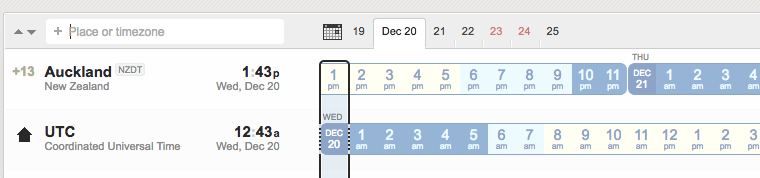 + Place or timezone
19 Dec 20 21 22 23 24 25
THU
+13 Auckland NZDT 1:43p 1 2 3 4 5 6 7 8 9 10 11 DEC 1 2 3 4
New Zealand Wed, Dec 20 pm pm pm pm pm pm pm pm pm pm pm 21 am am am am
WED
UTC 12:43a DEC 1 2 3 4 5 6 7 8 9 10 11 12 1 2 3
Coordinated Universal Time Wed, Dec 20 20 am am am am am am am am am am am pm pm pm pm